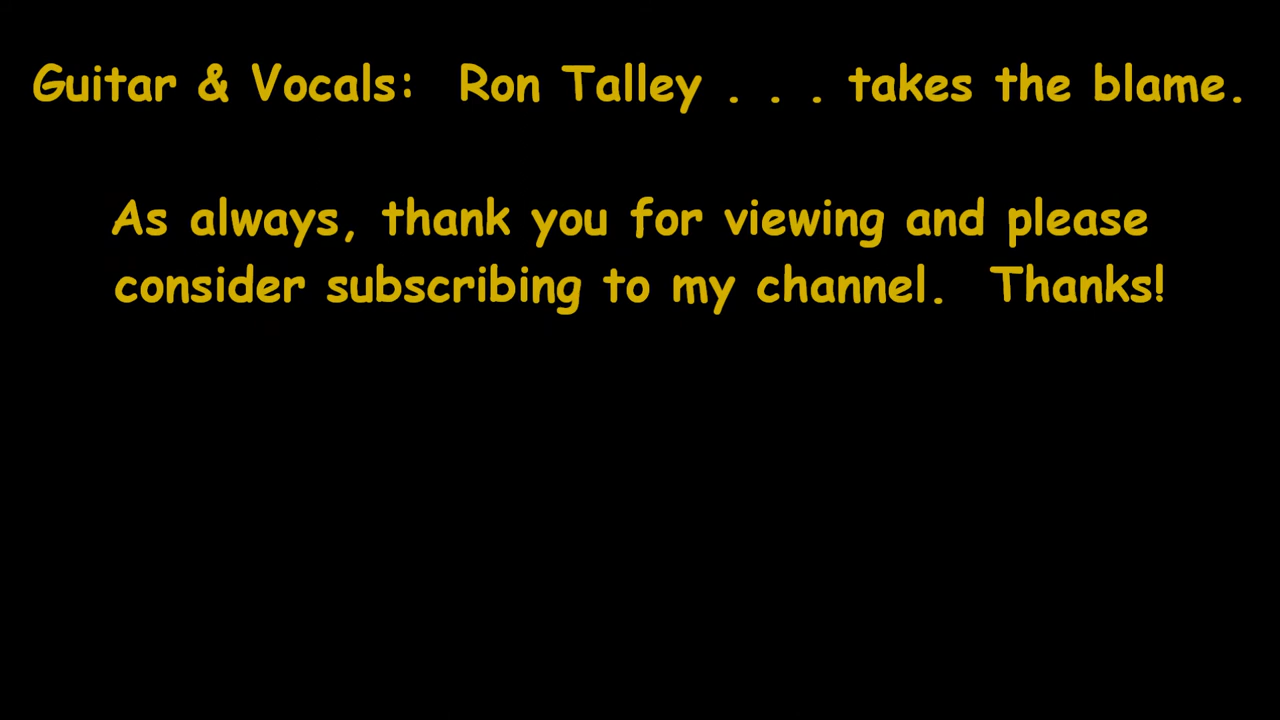 Guitar & Vocals:  Ron Talley . . . takes the blame.
As always, thank you for viewing and please
consider subscribing to my channel.  Thanks!